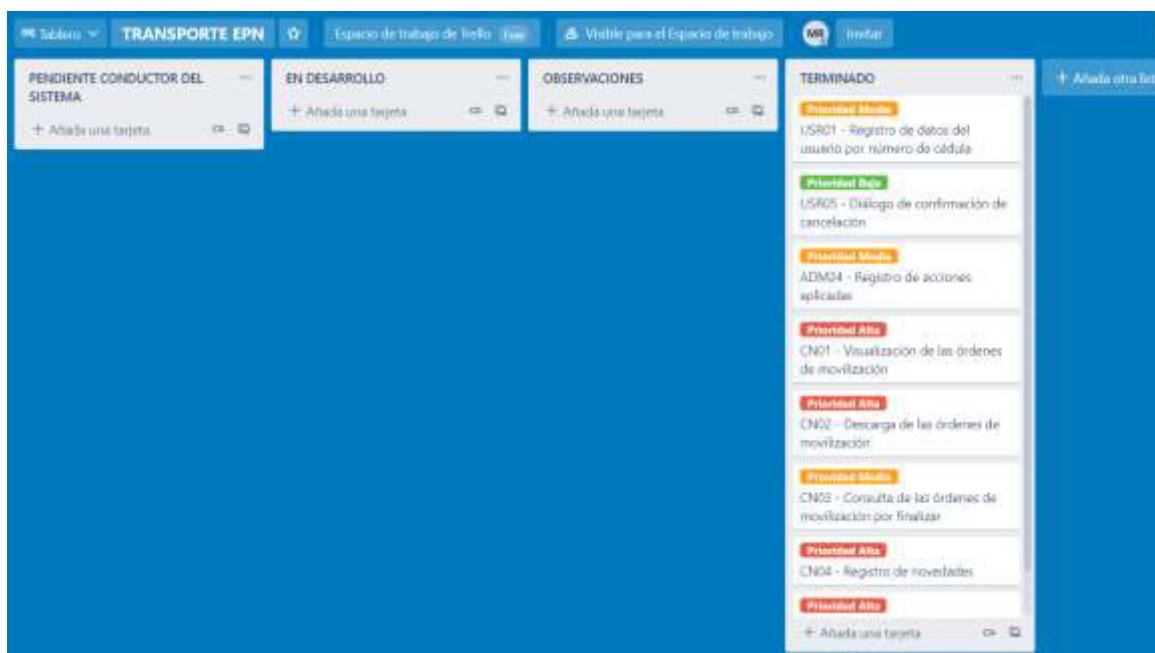 Tablero
TRANSPORTE EPN
Espacio de trabajo de Trello Free
Visible para el Espacio de trabajo
MR
Invitar
PENDIENTE CONDUCTOR DEL
SISTEMA
+ Añada una tarjeta
EN DESARROLLO
+ Añada una tarjeta
OBSERVACIONES
+ Añada una tarjeta
TERMINADO
Prioridad Media
USR01 - Registro de datos del
usuario por número de cédula
Prioridad Baja
USR05 - Diálogo de confirmación de
cancelación
Prioridad Media
ADM24 - Registro de acciones
aplicadas
Prioridad Alta
CN01 - Visualización de las órdenes
de movilización
Prioridad Alta
CN02 - Descarga de las órdenes de
movilización
Prioridad Media
CN03 - Consulta de las órdenes de
movilización por finalizar
Prioridad Alta
CN04 - Registro de novedades
Prioridad Alta
+ Añada una tarjeta
+ Añada otra list